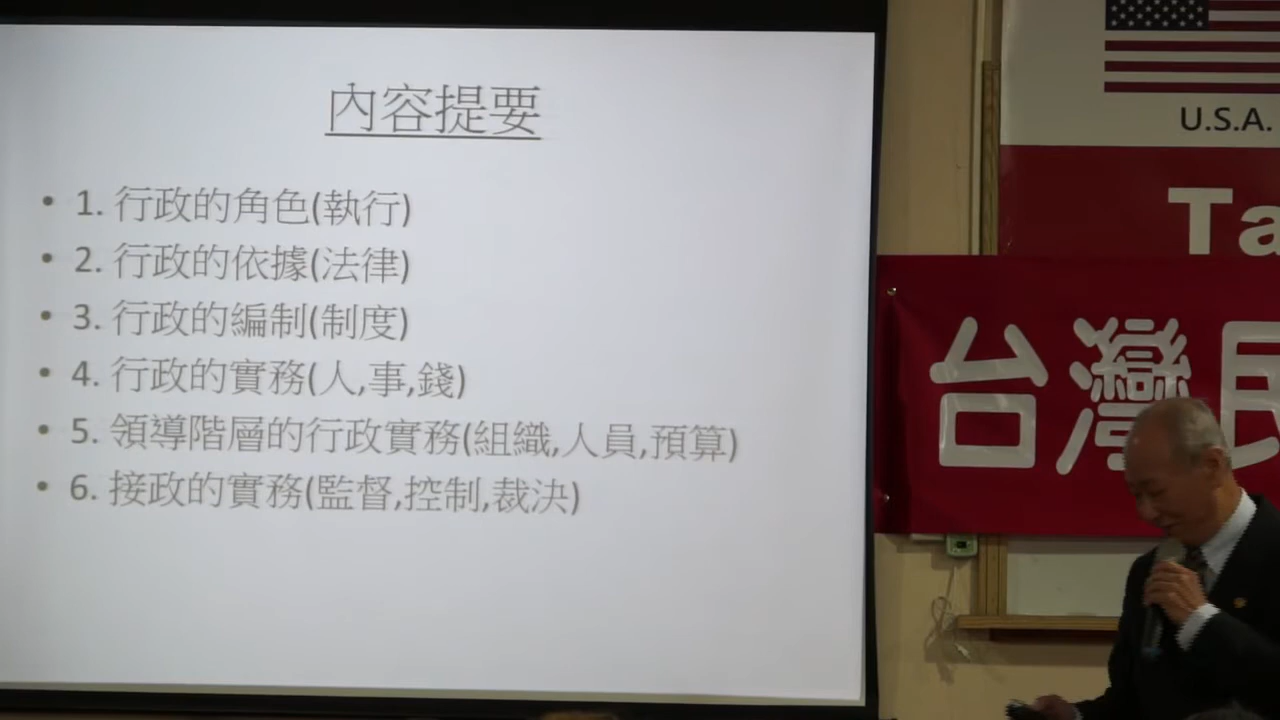 內容提要
• 1. 行政的角色(執行)
• 2. 行政的依據(法律)
• 3. 行政的編制(制度)
• 4. 行政的實務(人,事,錢)
• 5. 領導階層的行政實務(組織,人員,預算)
• 6. 接政的實務(監督,控制,裁決)
U.S.A.
Ta
台灣民